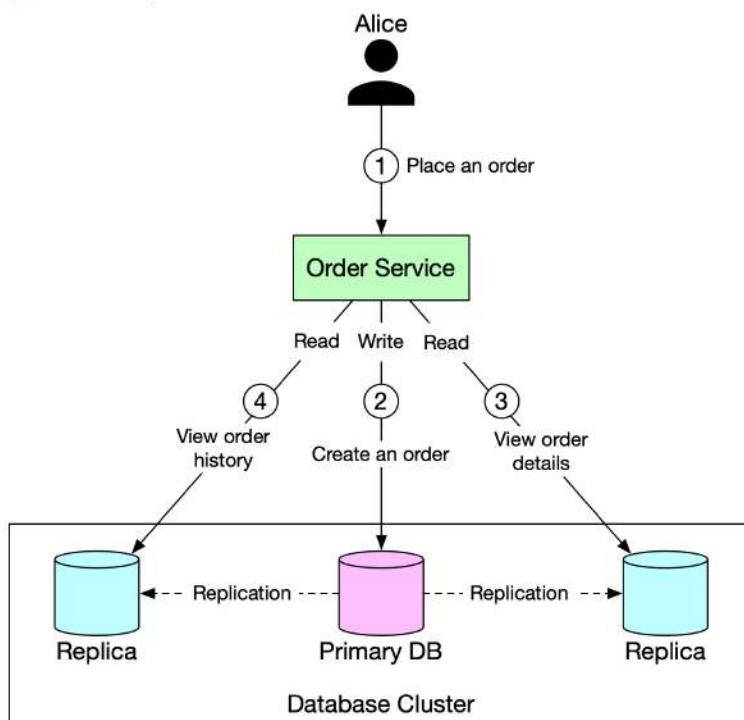 Alice
1
Place an order
Order Service
Read
Write
Read
4
2
3
View order
history
Create an order
View order
details
Replication
Replication
Replica
Primary DB
Replica
Database Cluster